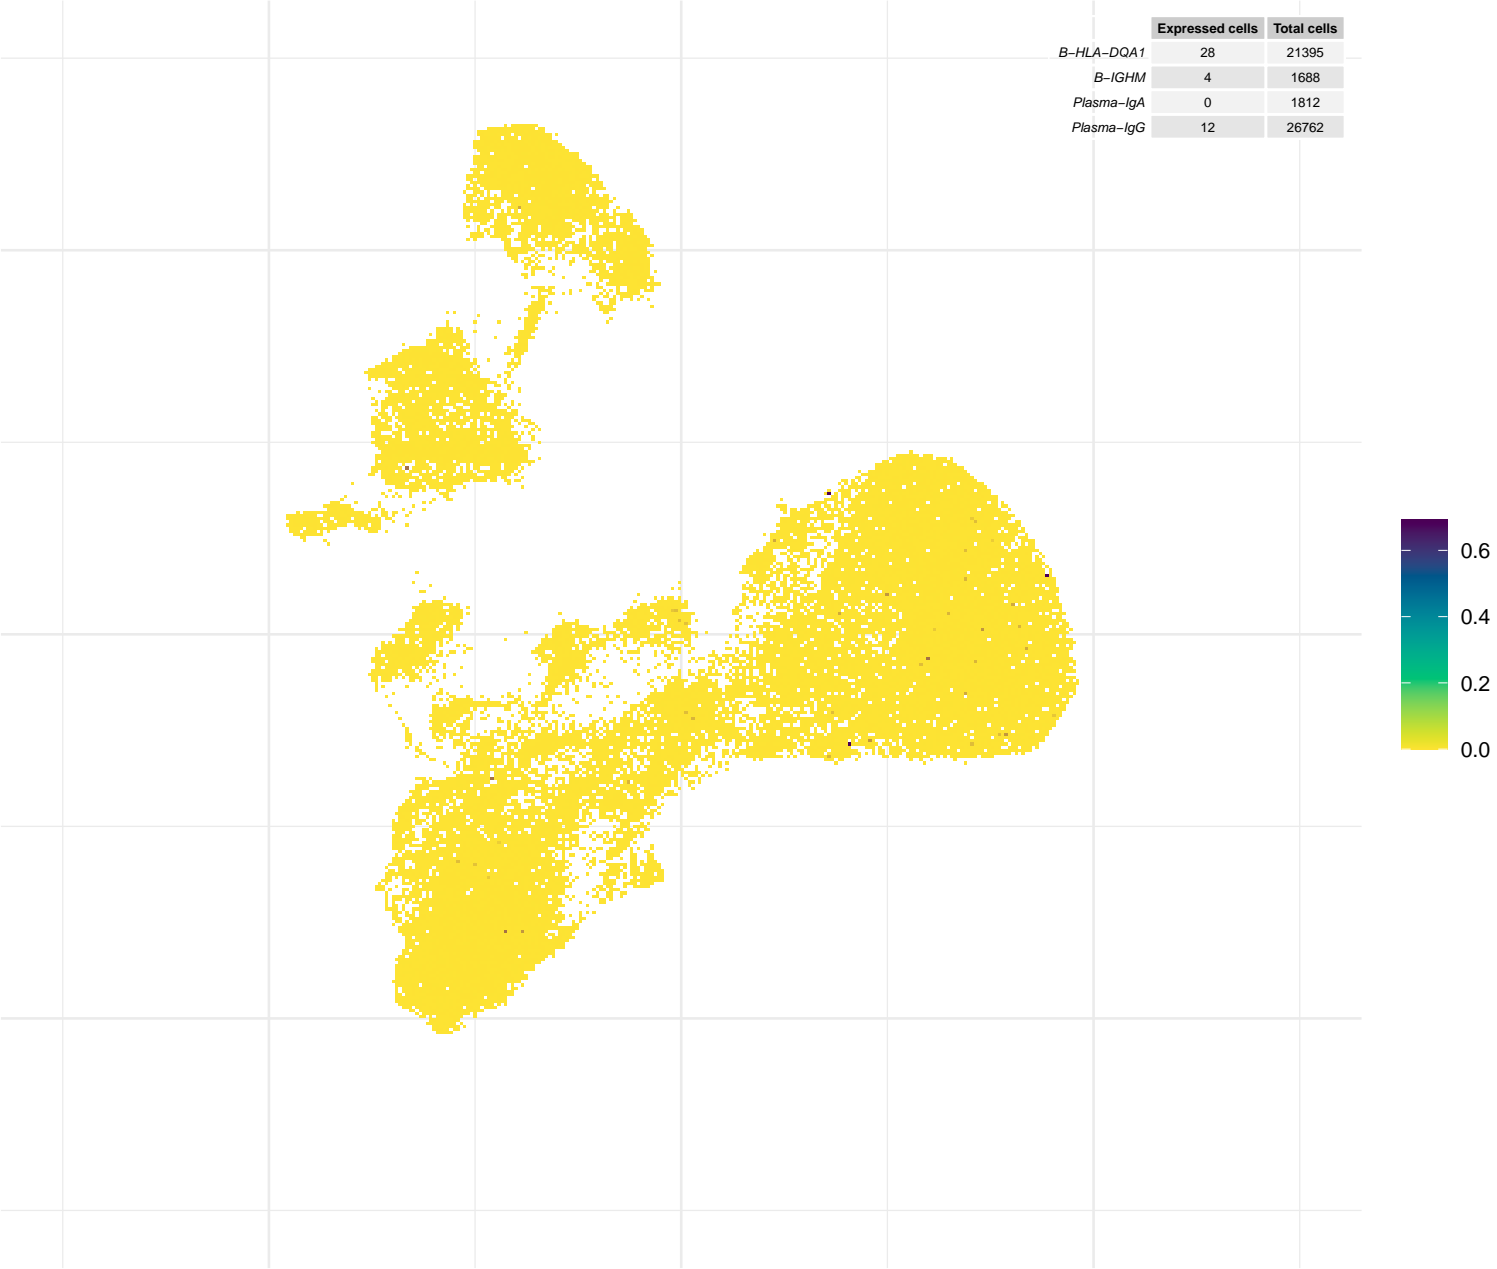 Expressed cells Total cells
B−HLA−DQA1 28 21395
B−IGHM 4 1688
Plasma−IgA 0 1812
Plasma−IgG 12 26762
0.6
0.4
0.2
0.0